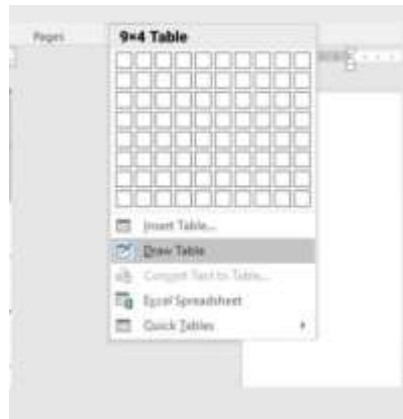 Pages
9×4 Table
Insert Table...
Draw Table
Convert Text to Table...
Excel Spreadsheet
Quick Tables